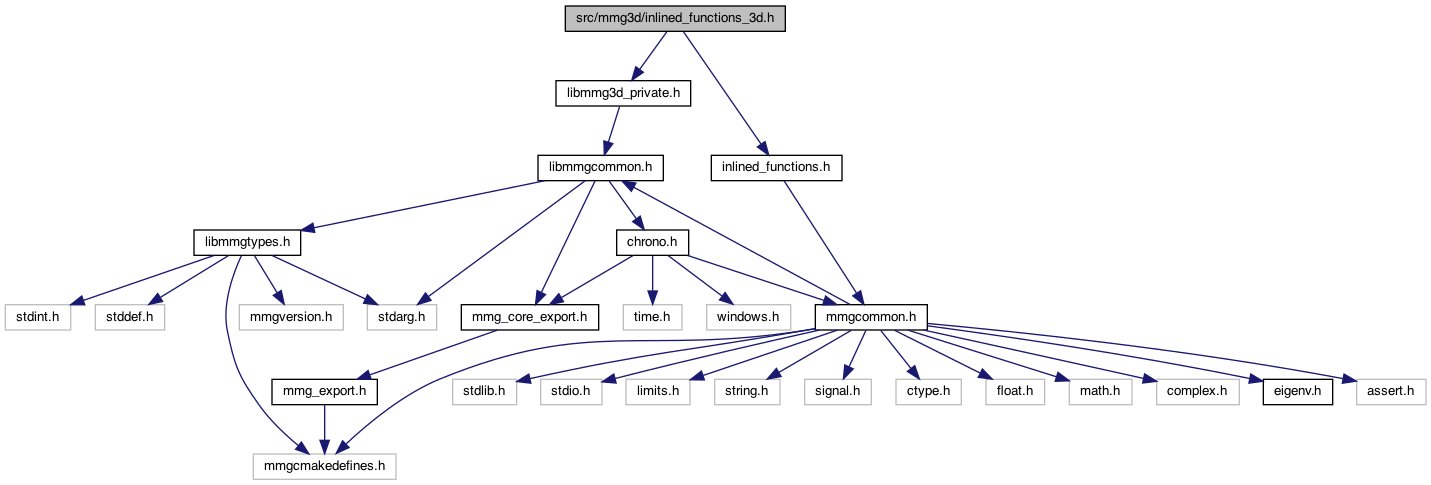 src/mmg3d/inlined_functions_3d.h
libmmg3d_private.h
libmmgcommon.h
inlined_functions.h
libmmgtypes.h
chrono.h
stdint.h
stddef.h
mmgversion.h
stdarg.h
mmg_core_export.h
time.h
windows.h
mmgcommon.h
mmg_export.h
stdlib.h
stdio.h
limits.h
string.h
signal.h
ctype.h
float.h
math.h
complex.h
eigenv.h
assert.h
mmgcmakedefines.h